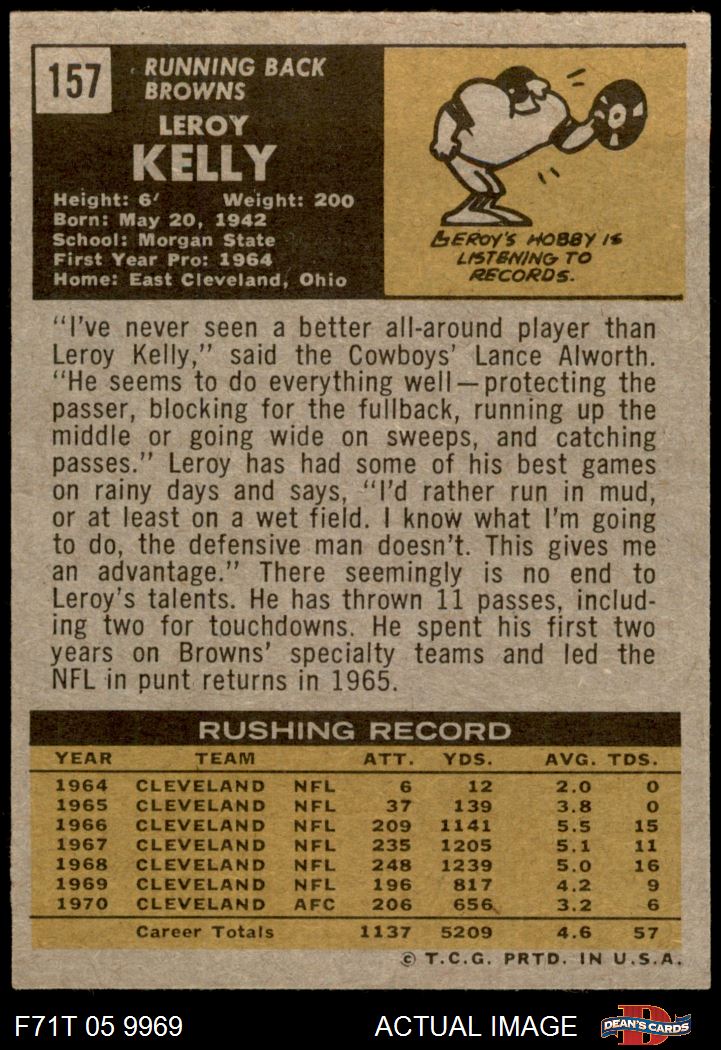 157
RUNNING BACK
BROWNS
LEROY
KELLY
Height: 6' Weight: 200
Born: May 20, 1942
School: Morgan State
First Year Pro: 1964
Home: East Cleveland, Ohio
LEROY'S HOBBY IS
LISTENING TO
RECORDS.
"I've never seen a better all-around player than
Leroy Kelly," said the Cowboys' Lance Alworth.
"He seems to do everything well—protecting the
passer, blocking for the fullback, running up the
middle or going wide on sweeps, and catching
passes." Leroy has had some of his best games
on rainy days and says, "I'd rather run in mud,
or at least on a wet field. I know what I'm going
to do, the defensive man doesn't. This gives me
an advantage." There seemingly is no end to
Leroy's talents. He has thrown 11 passes, includ-
ing two for touchdowns. He spent his first two
years on Browns' specialty teams and led the
NFL in punt returns in 1965.
RUSHING RECORD
YEAR TEAM ATT. YDS. AVG. TDS.
1964 CLEVELAND NFL 6 12 2.0 0
1965 CLEVELAND NFL 37 139 3.8 0
1966 CLEVELAND NFL 209 1141 5.5 15
1967 CLEVELAND NFL 235 1205 5.1 11
1968 CLEVELAND NFL 248 1239 5.0 16
1969 CLEVELAND NFL 196 817 4.2 9
1970 CLEVELAND AFC 206 656 3.2 6
Career Totals 1137 5209 4.6 57
© T.C.G. PRTD. IN U.S.A.
F71T 05 9969 ACTUAL IMAGE D DEAN'S CARDS